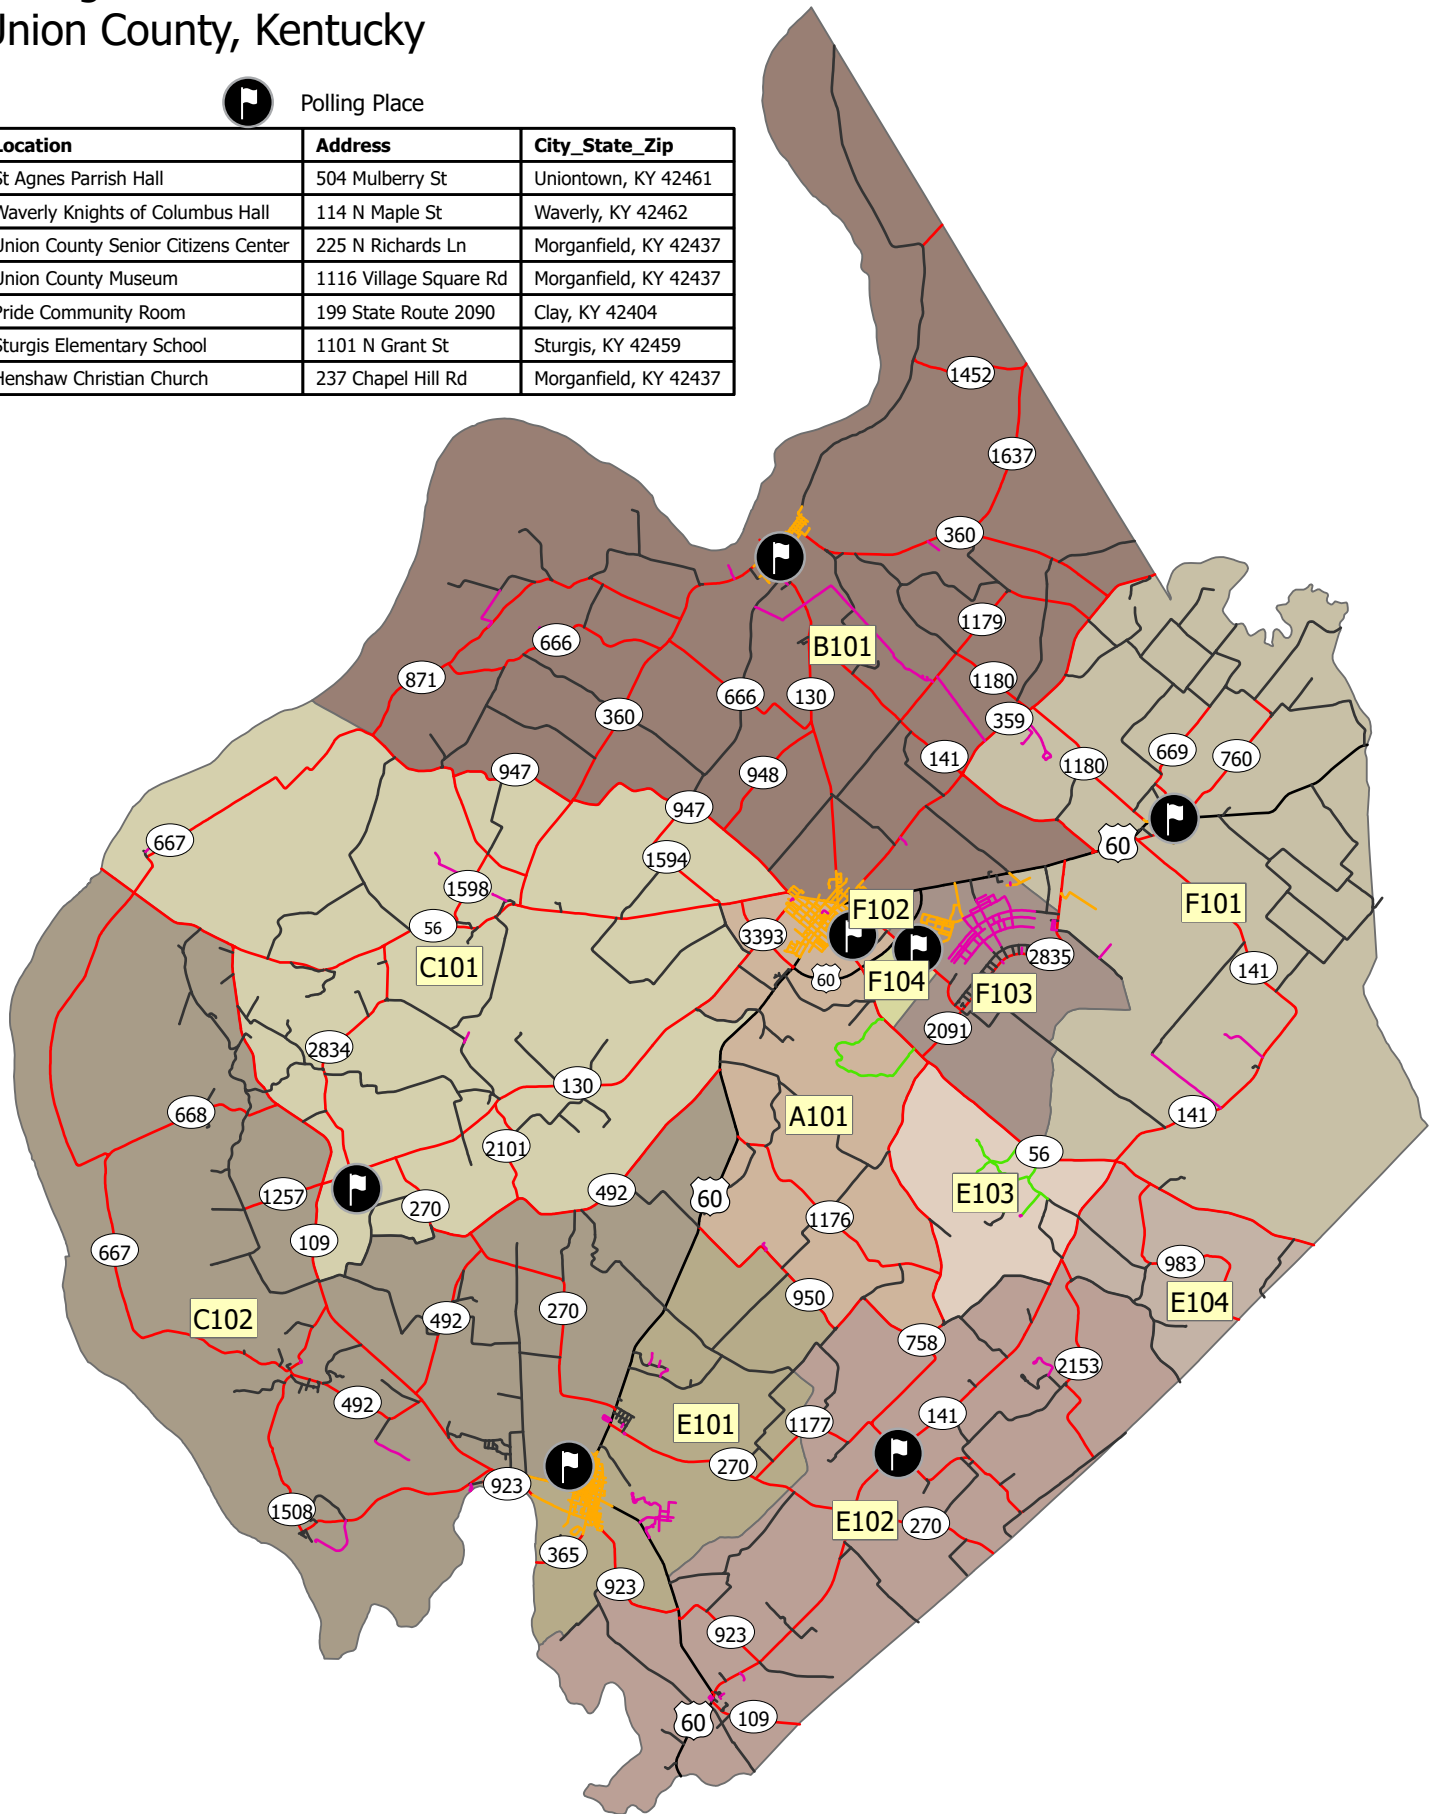 Union County, Kentucky
Polling Place
Location Address City_State_Zip
St Agnes Parrish Hall 504 Mulberry St Uniontown, KY 42461
Waverly Knights of Columbus Hall 114 N Maple St Waverly, KY 42462
Union County Senior Citizens Center 225 N Richards Ln Morganfield, KY 42437
Union County Museum 1116 Village Square Rd Morganfield, KY 42437
Pride Community Room 199 State Route 2090 Clay, KY 42404
Sturgis Elementary School 1101 N Grant St Sturgis, KY 42459
Henshaw Christian Church 237 Chapel Hill Rd Morganfield, KY 42437
1452
1637
360
1179
666
B101
871
1180
666
130
360
359
141
669
760
1180
947
948
947
667
60
1594
1598
F101
F102
56
3393
C101
2835
141
60
F104
F103
2091
2834
130
668
A101
141
2101
56
1257
270
492
60
E103
1176
109
667
983
950
E104
270
C102
492
758
2153
492
E101
1177
141
270
923
1508
E102
270
365
923
923
60
109